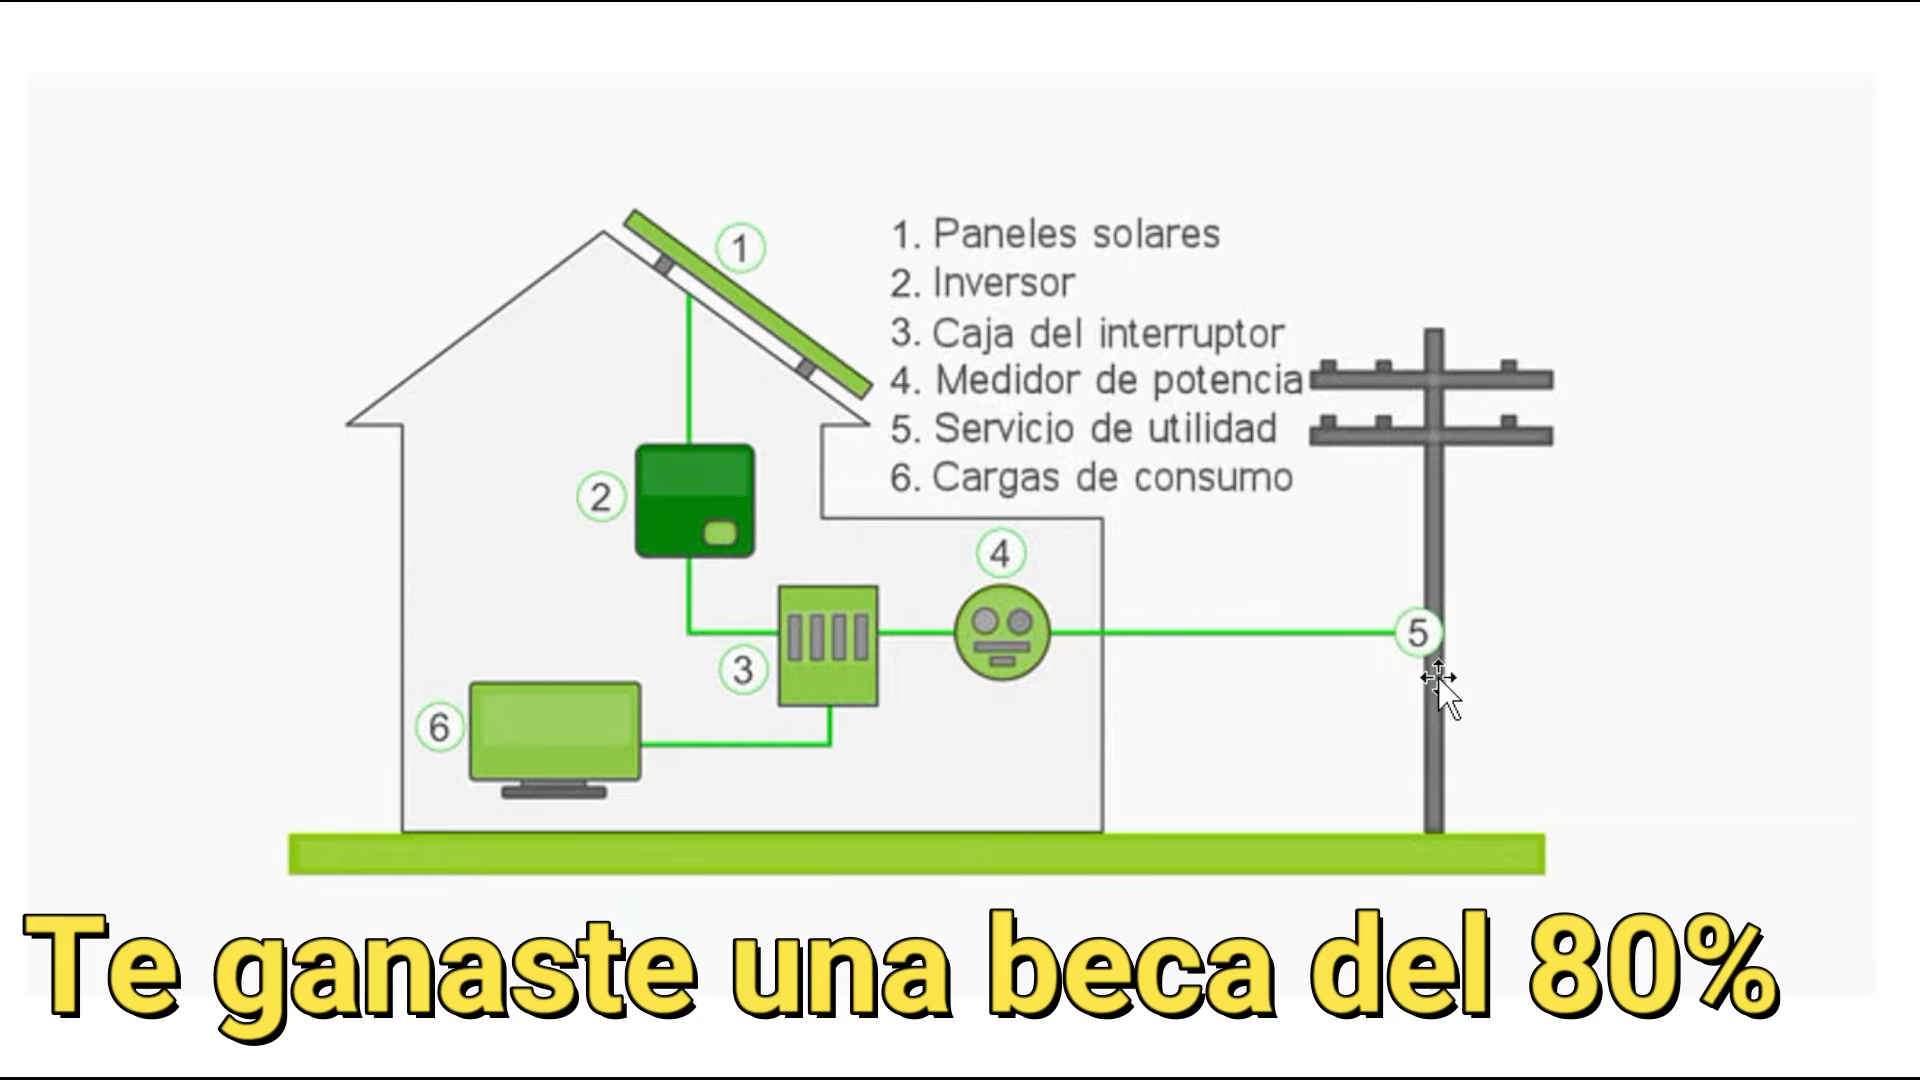 1
1. Paneles solares
2. Inversor
3. Caja del interruptor
4. Medidor de potencia
5. Servicio de utilidad
6. Cargas de consumo
2
4
5
3
6
Te ganaste una beca del 80%